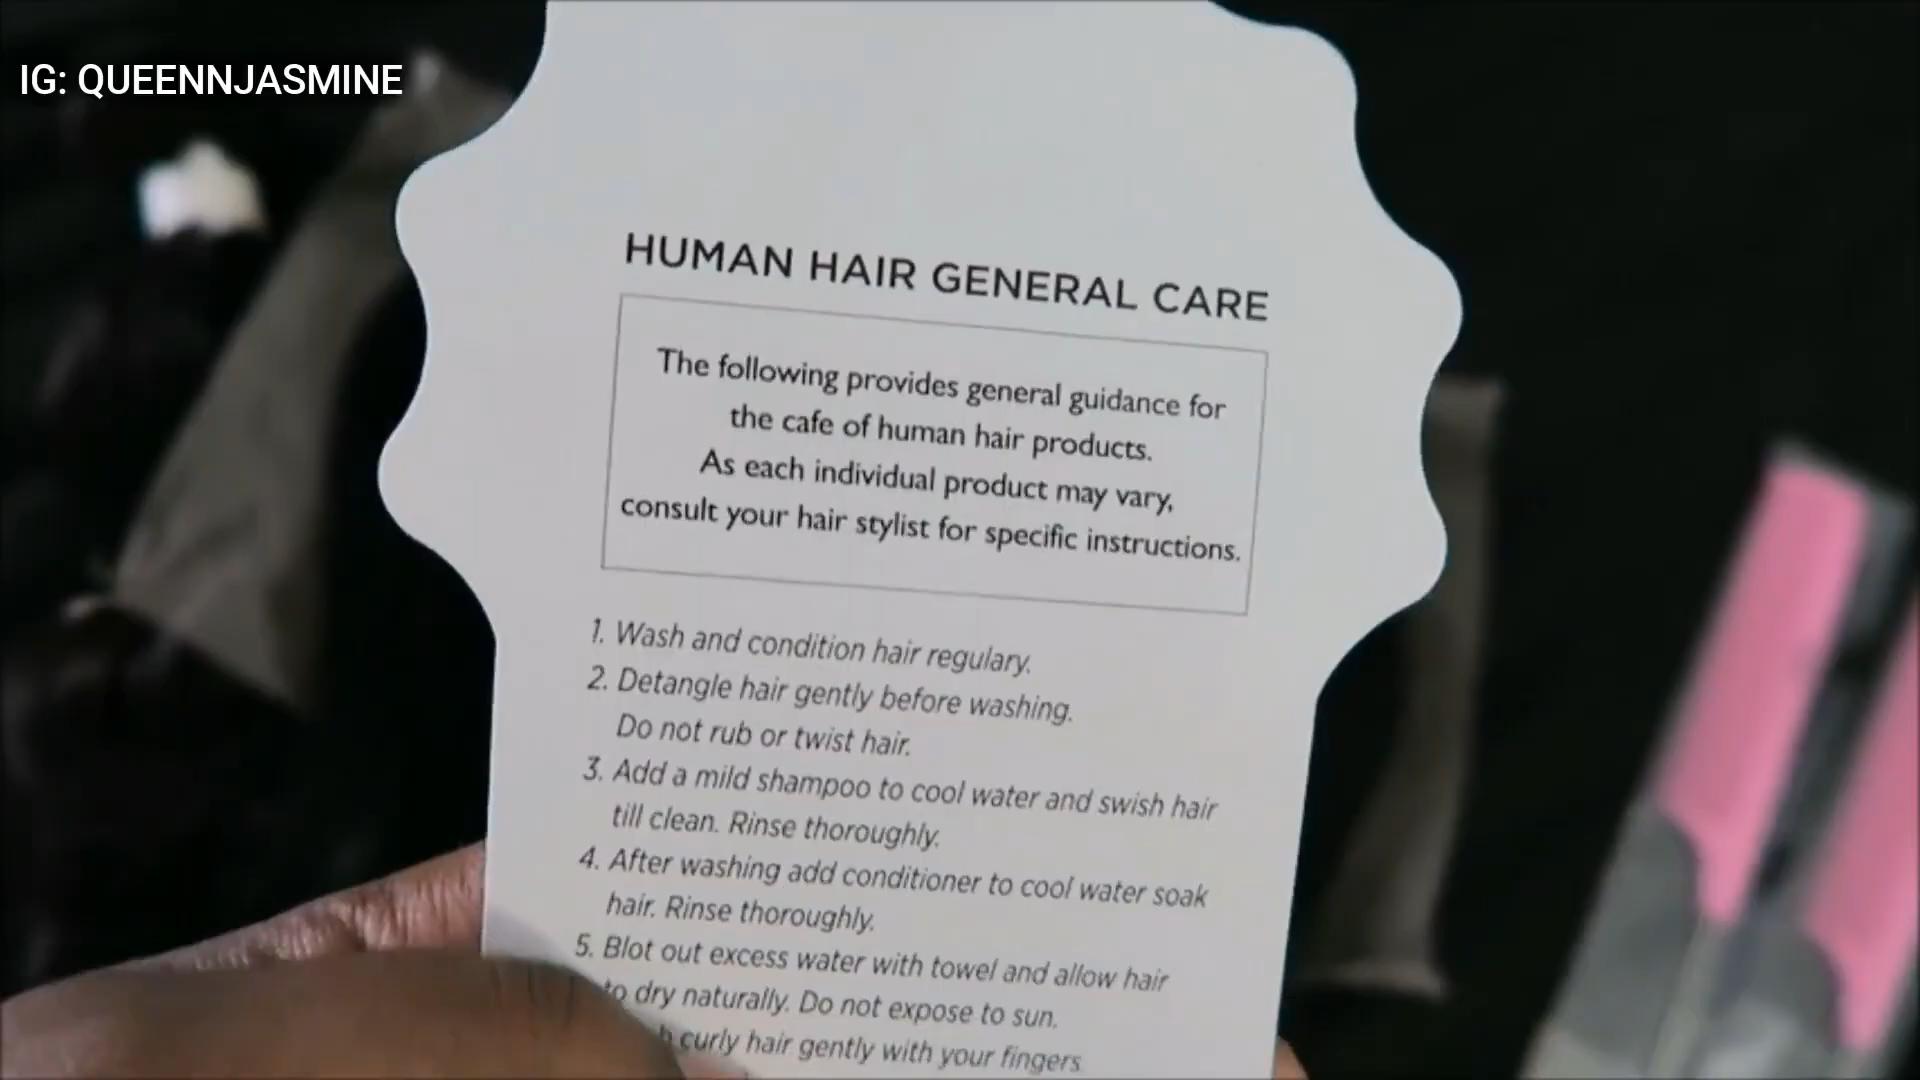 IG: QUEENNJASMINE
HUMAN HAIR GENERAL CARE
The following provides general guidance for
the cafe of human hair products.
As each individual product may vary,
consult your hair stylist for specific instructions.
1. Wash and condition hair regulary.
2. Detangle hair gently before washing.
Do not rub or twist hair.
3. Add a mild shampoo to cool water and swish hair
till clean. Rinse thoroughly.
4. After washing add conditioner to cool water soak
hair. Rinse thoroughly.
5. Blot out excess water with towel and allow hair
to dry naturally. Do not expose to sun.
curly hair gently with your fingers